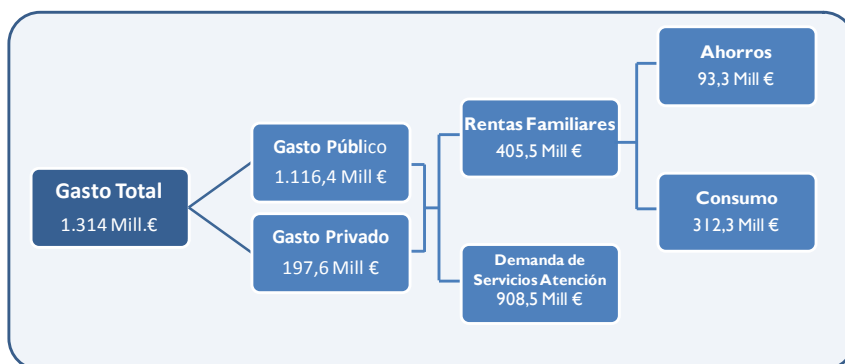 Gasto Total
1.314 Mill.€
Gasto Público
1.116,4 Mill €
Gasto Privado
197,6 Mill €
Rentas Familiares
405,5 Mill €
Demanda de
Servicios Atención
908,5 Mill €
Ahorros
93,3 Mill €
Consumo
312,3 Mill €